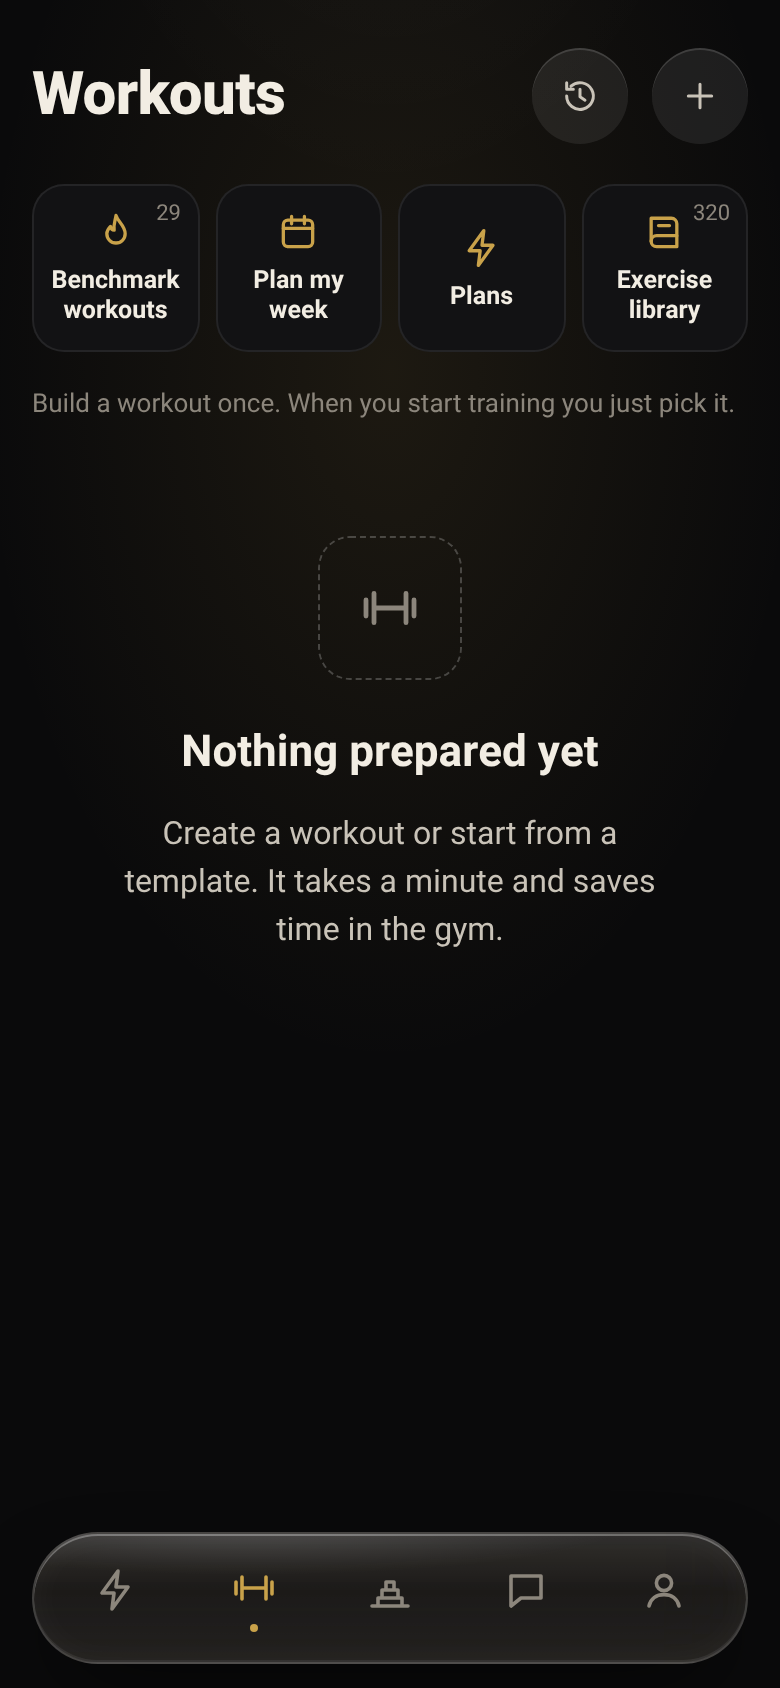 Workouts
29
Benchmark
workouts
Plan my
week
Plans
320
Exercise
library
Build a workout once. When you start training you just pick it.
Nothing prepared yet
Create a workout or start from a
template. It takes a minute and saves
time in the gym.